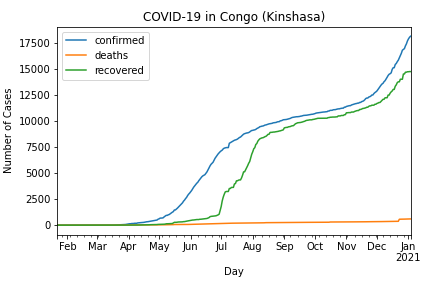 COVID-19 in Congo (Kinshasa)
confirmed
deaths
recovered
17500
15000
12500
10000
7500
5000
2500
0
Number of Cases
Feb Mar Apr May Jun Jul Aug Sep Oct Nov Dec Jan
2021
Day